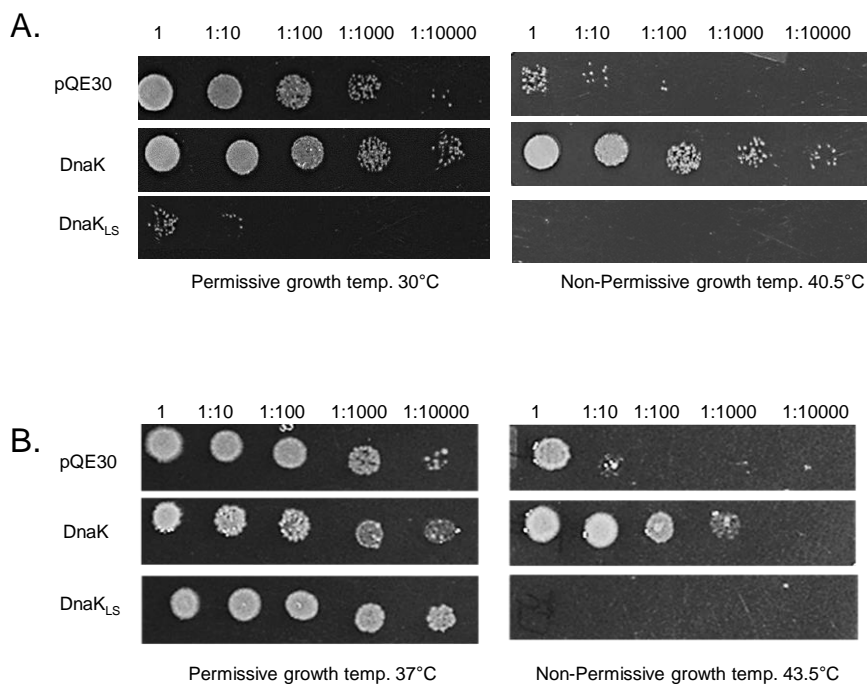 A.
1 1:10 1:100 1:1000 1:10000 1 1:10 1:100 1:1000 1:10000
pQE30
DnaK
DnaKLS
Permissive growth temp. 30°C Non-Permissive growth temp. 40.5°C
1 1:10 1:100 1:1000 1:10000 1 1:10 1:100 1:1000 1:10000
B.
pQE30
DnaK
DnaKLS
Permissive growth temp. 37°C Non-Permissive growth temp. 43.5°C